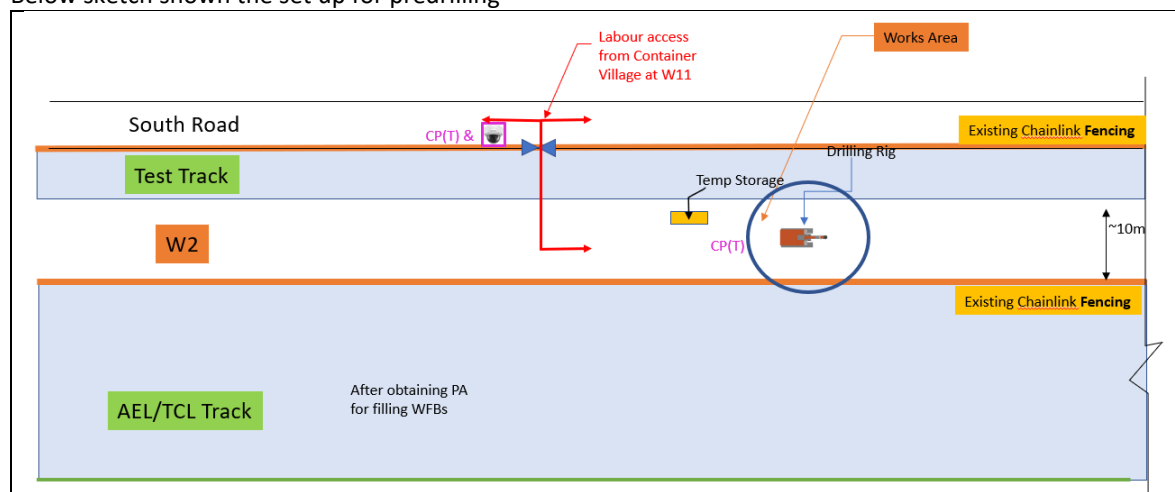 Below sketch shown the set up for predrilling
Labour access
from Container
Village at W11
Works Area
South Road
CP(T) &
Existing Chainlink Fencing
Test Track
Drilling Rig
Temp Storage
W2
CP(T)
~10m
Existing Chainlink Fencing
After obtaining PA
for filling WFBs
AEL/TCL Track